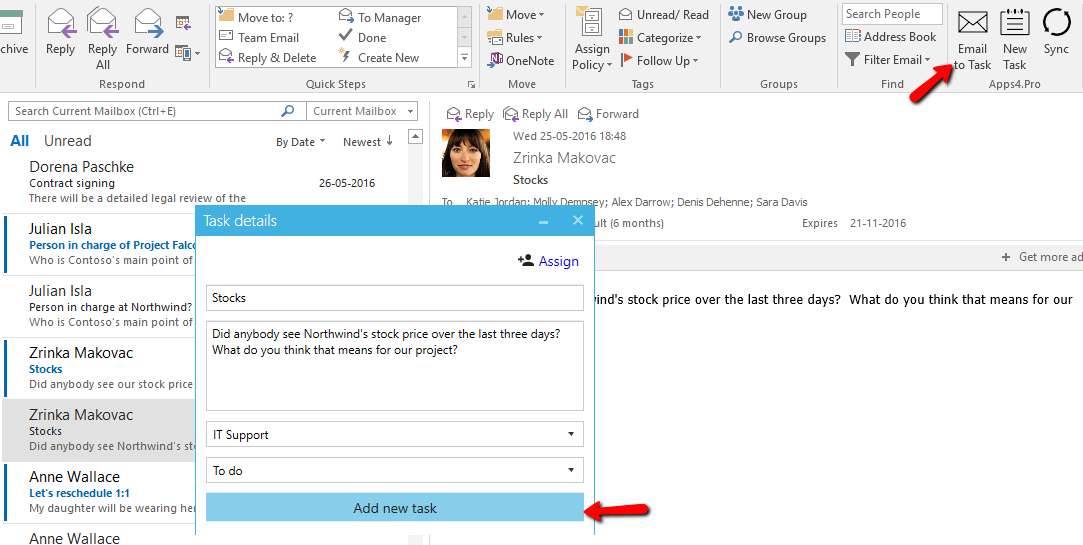 chive
Reply
Reply All
Forward
Respond
Move to: ?
To Manager
Team Email
Done
Reply & Delete
Create New
Quick Steps
Move
Rules
OneNote
Move
Assign Policy
Unread/ Read
Categorize
Follow Up
Tags
New Group
Browse Groups
Groups
Search People
Address Book
Filter Email
Find
Email to Task
New Task
Sync
Apps4.Pro
Search Current Mailbox (Ctrl+E)
Current Mailbox
All Unread
By Date Newest
Dorena Paschke
Contract signing 26-05-2016
There will be a detailed legal review of the
Julian Isla
Person in charge of Project Falco
Who is Contoso's main point of
Julian Isla
Person in charge at Northwind?
Who is Contoso's main point of
Zrinka Makovac
Stocks
Did anybody see our stock price
Zrinka Makovac
Stocks
Did anybody see Northwind's sto
Anne Wallace
Let's reschedule 1:1
My daughter will be wearing her
Anne Wallace
Reply Reply All Forward
Wed 25-05-2016 18:48
Zrinka Makovac
Stocks
To Katie Jordan; Molly Dempsey; Alex Darrow; Denis Dehenne; Sara Davis
ult (6 months) Expires 21-11-2016
+ Get more ad
ind's stock price over the last three days? What do you think that means for our
Task details
Assign
Stocks
Did anybody see Northwind's stock price over the last three days?
What do you think that means for our project?
IT Support
To do
Add new task